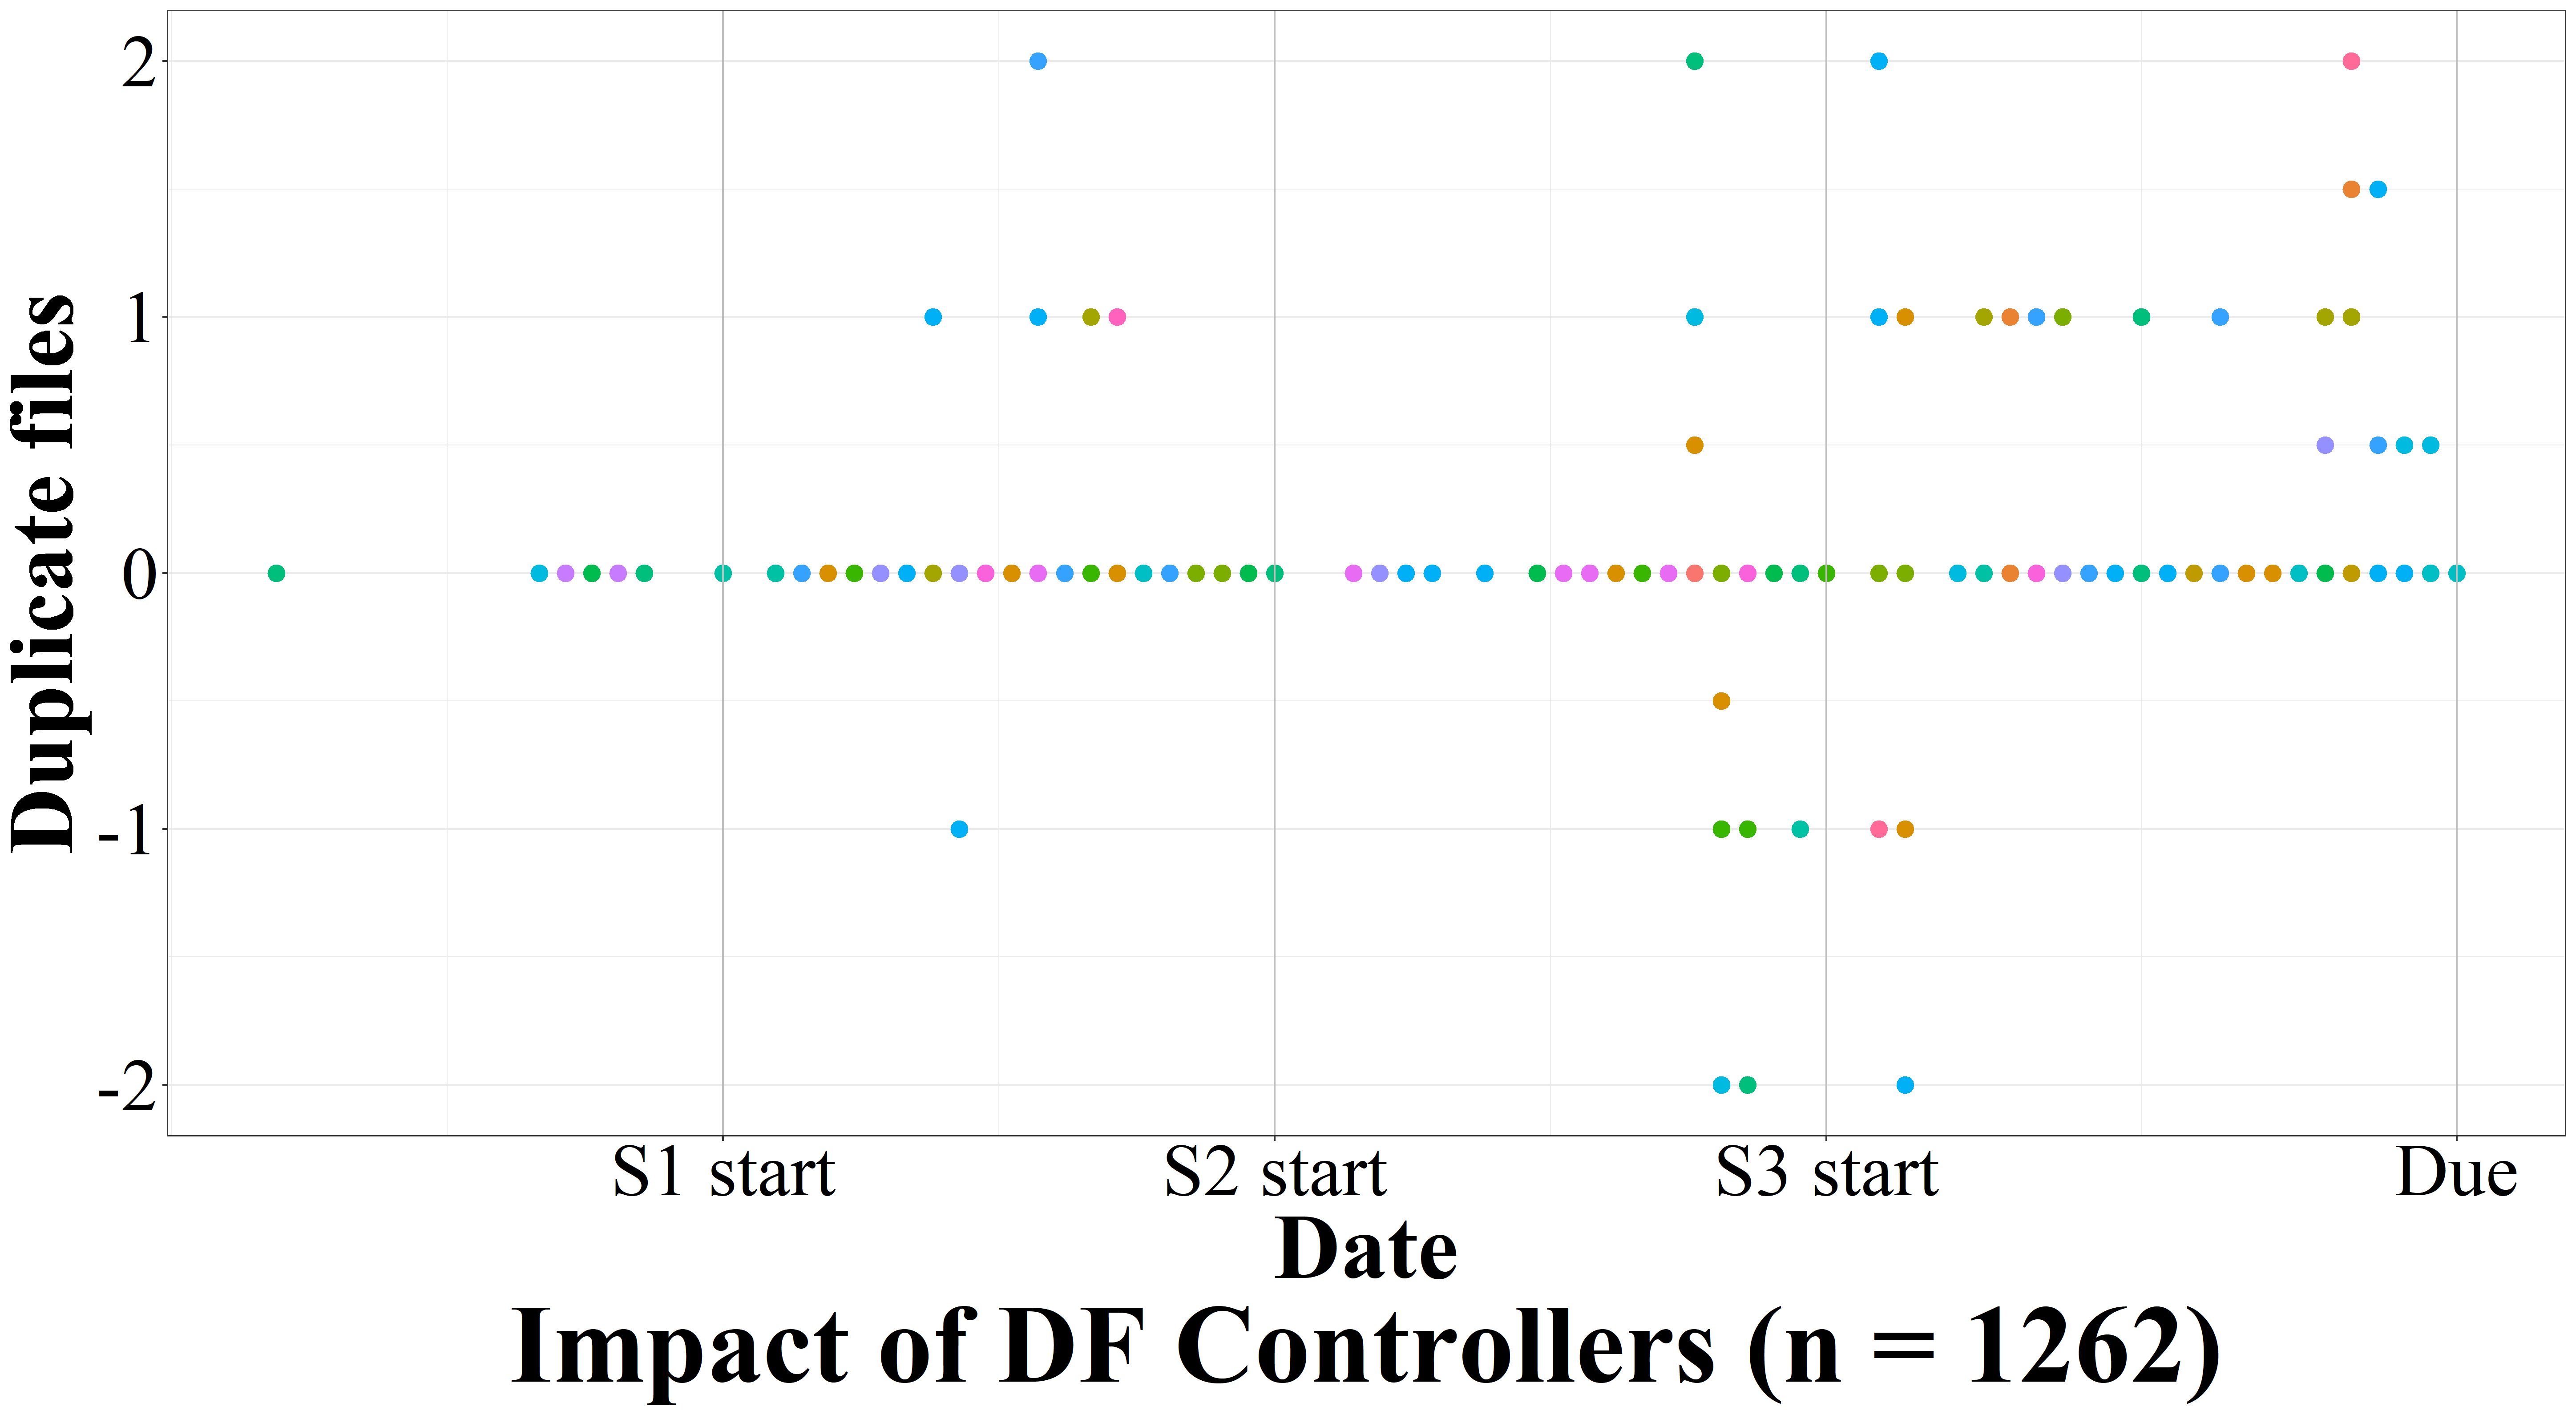 Duplicate files
2
1
0
-1
-2
S1 start
S2 start
S3 start
Due
Date
Impact of DF Controllers (n = 1262)